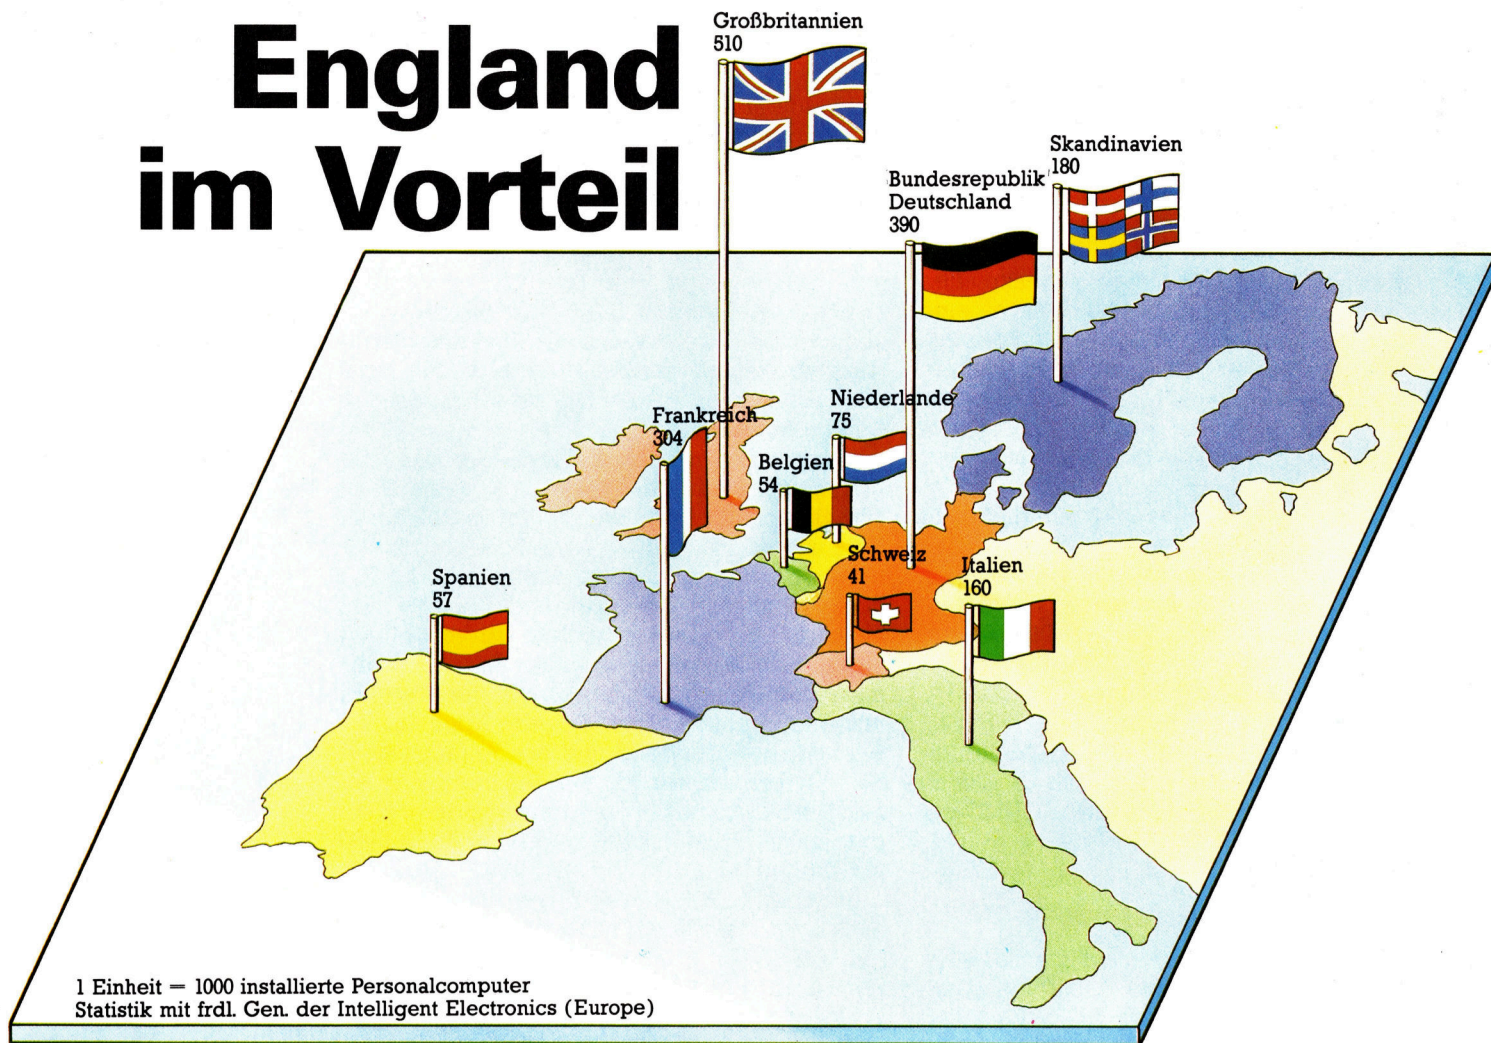 England
im Vorteil
Großbritannien
510
Skandinavien
180
Bundesrepublik
Deutschland
390
Niederlande
75
Frankreich
304
Belgien
54
Schweiz
41
Italien
160
Spanien
57
1 Einheit = 1000 installierte Personalcomputer
Statistik mit frdl. Gen. der Intelligent Electronics (Europe)